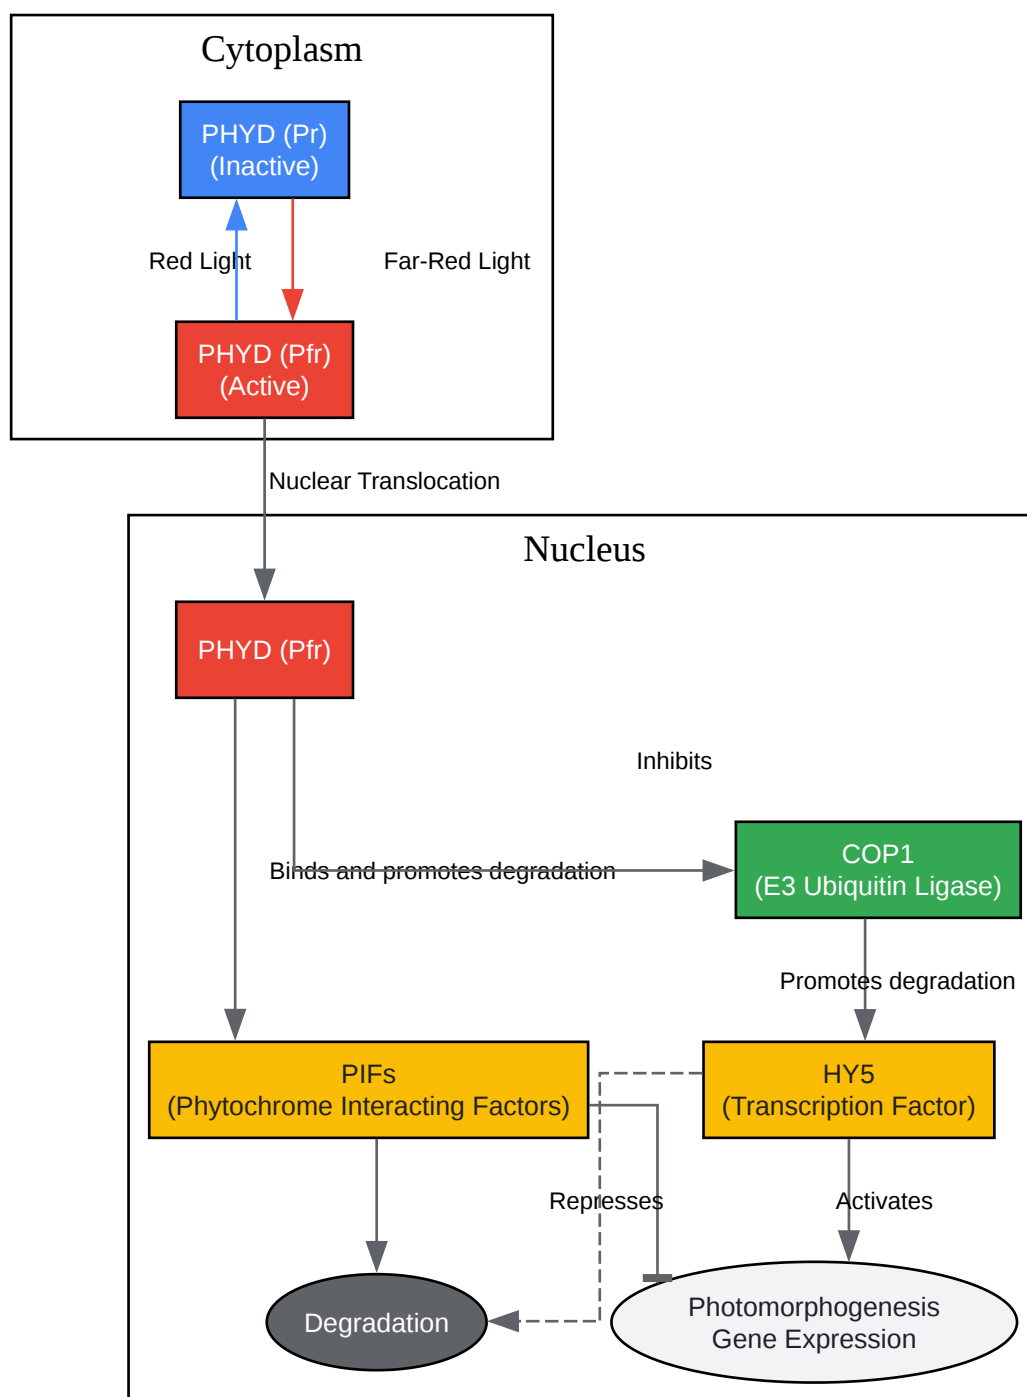 Cytoplasm
PHYD (Pr)
(Inactive)
Red Light
Far-Red Light
PHYD (Pfr)
(Active)
Nuclear Translocation
Nucleus
PHYD (Pfr)
Inhibits
Binds and promotes degradation
COP1
(E3 Ubiquitin Ligase)
Promotes degradation
PIFs
(Phytochrome Interacting Factors)
HY5
(Transcription Factor)
Represses
Activates
Degradation
Photomorphogenesis
Gene Expression